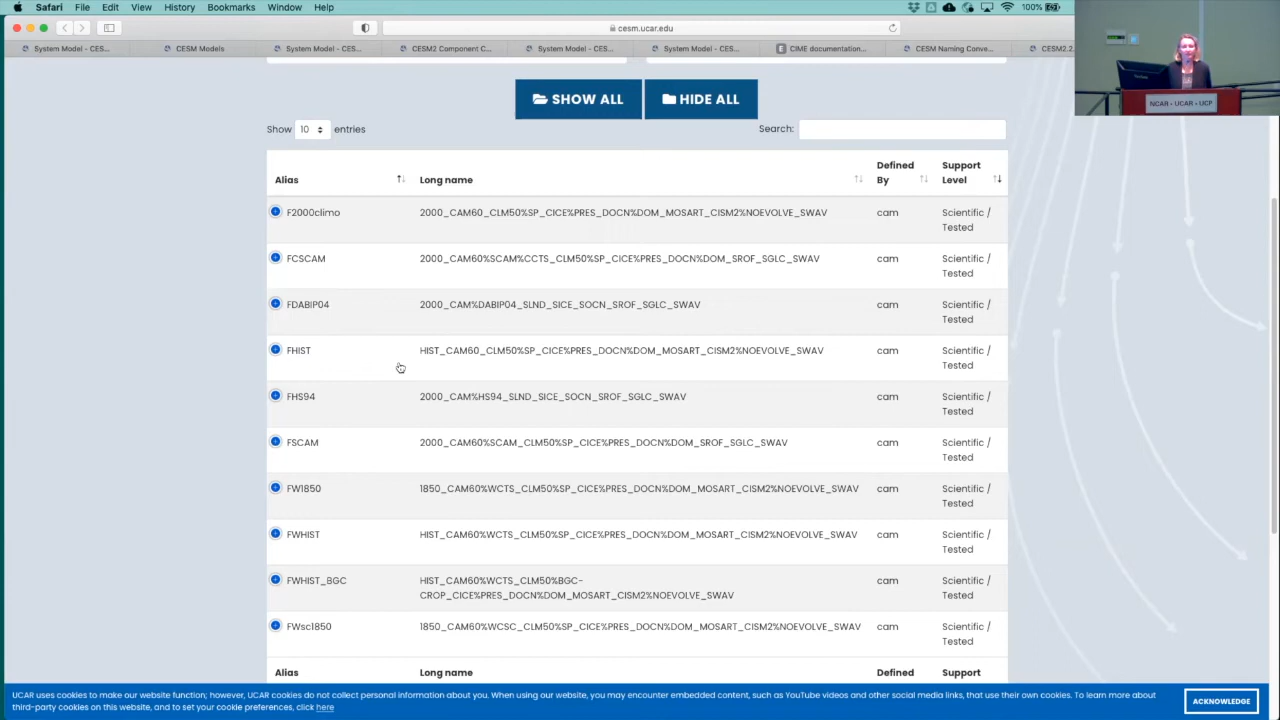 Safari File Edit View History Bookmarks Window Help 100%
cesm.ucar.edu
System Model - CES... CESM Models System Model - CES... CESM2 Component C... System Model - CES... System Model - CES... CIME documentation... CESM Naming Conve... CESM2.2
NCAR - UCAR - UCP
SHOW ALL HIDE ALL
Show 10 entries Search:
Alias Long name Defined By Support Level
F2000climo 2000_CAM60_CLM50%SP_CICE%PRES_DOCN%DOM_MOSART_CISM2%NOEVOLVE_SWAV cam Scientific / Tested
FCSCAM 2000_CAM60%SCAM%CCTS_CLM50%SP_CICE%PRES_DOCN%DOM_SROF_SGLC_SWAV cam Scientific / Tested
FDABIP04 2000_CAM%DABIP04_SLND_SICE_SOCN_SROF_SGLC_SWAV cam Scientific / Tested
FHIST HIST_CAM60_CLM50%SP_CICE%PRES_DOCN%DOM_MOSART_CISM2%NOEVOLVE_SWAV cam Scientific / Tested
FHS94 2000_CAM%HS94_SLND_SICE_SOCN_SROF_SGLC_SWAV cam Scientific / Tested
FSCAM 2000_CAM60%SCAM_CLM50%SP_CICE%PRES_DOCN%DOM_SROF_SGLC_SWAV cam Scientific / Tested
FW1850 1850_CAM60%WCTS_CLM50%SP_CICE%PRES_DOCN%DOM_MOSART_CISM2%NOEVOLVE_SWAV cam Scientific / Tested
FWHIST HIST_CAM60%WCTS_CLM50%SP_CICE%PRES_DOCN%DOM_MOSART_CISM2%NOEVOLVE_SWAV cam Scientific / Tested
FWHIST_BGC HIST_CAM60%WCTS_CLM50%BGC-
CROP_CICE%PRES_DOCN%DOM_MOSART_CISM2%NOEVOLVE_SWAV cam Scientific / Tested
FWsc1850 1850_CAM60%WCSC_CLM50%SP_CICE%PRES_DOCN%DOM_MOSART_CISM2%NOEVOLVE_SWAV cam Scientific / Tested
Alias Long name Defined Support
UCAR uses cookies to make our website function; however, UCAR cookies do not collect personal information about you. When using our website, you may encounter embedded content, such as YouTube videos and other social media links, that use their own cookies. To learn more about
third-party cookies on this website, and to set your cookie preferences, click here
ACKNOWLEDGE